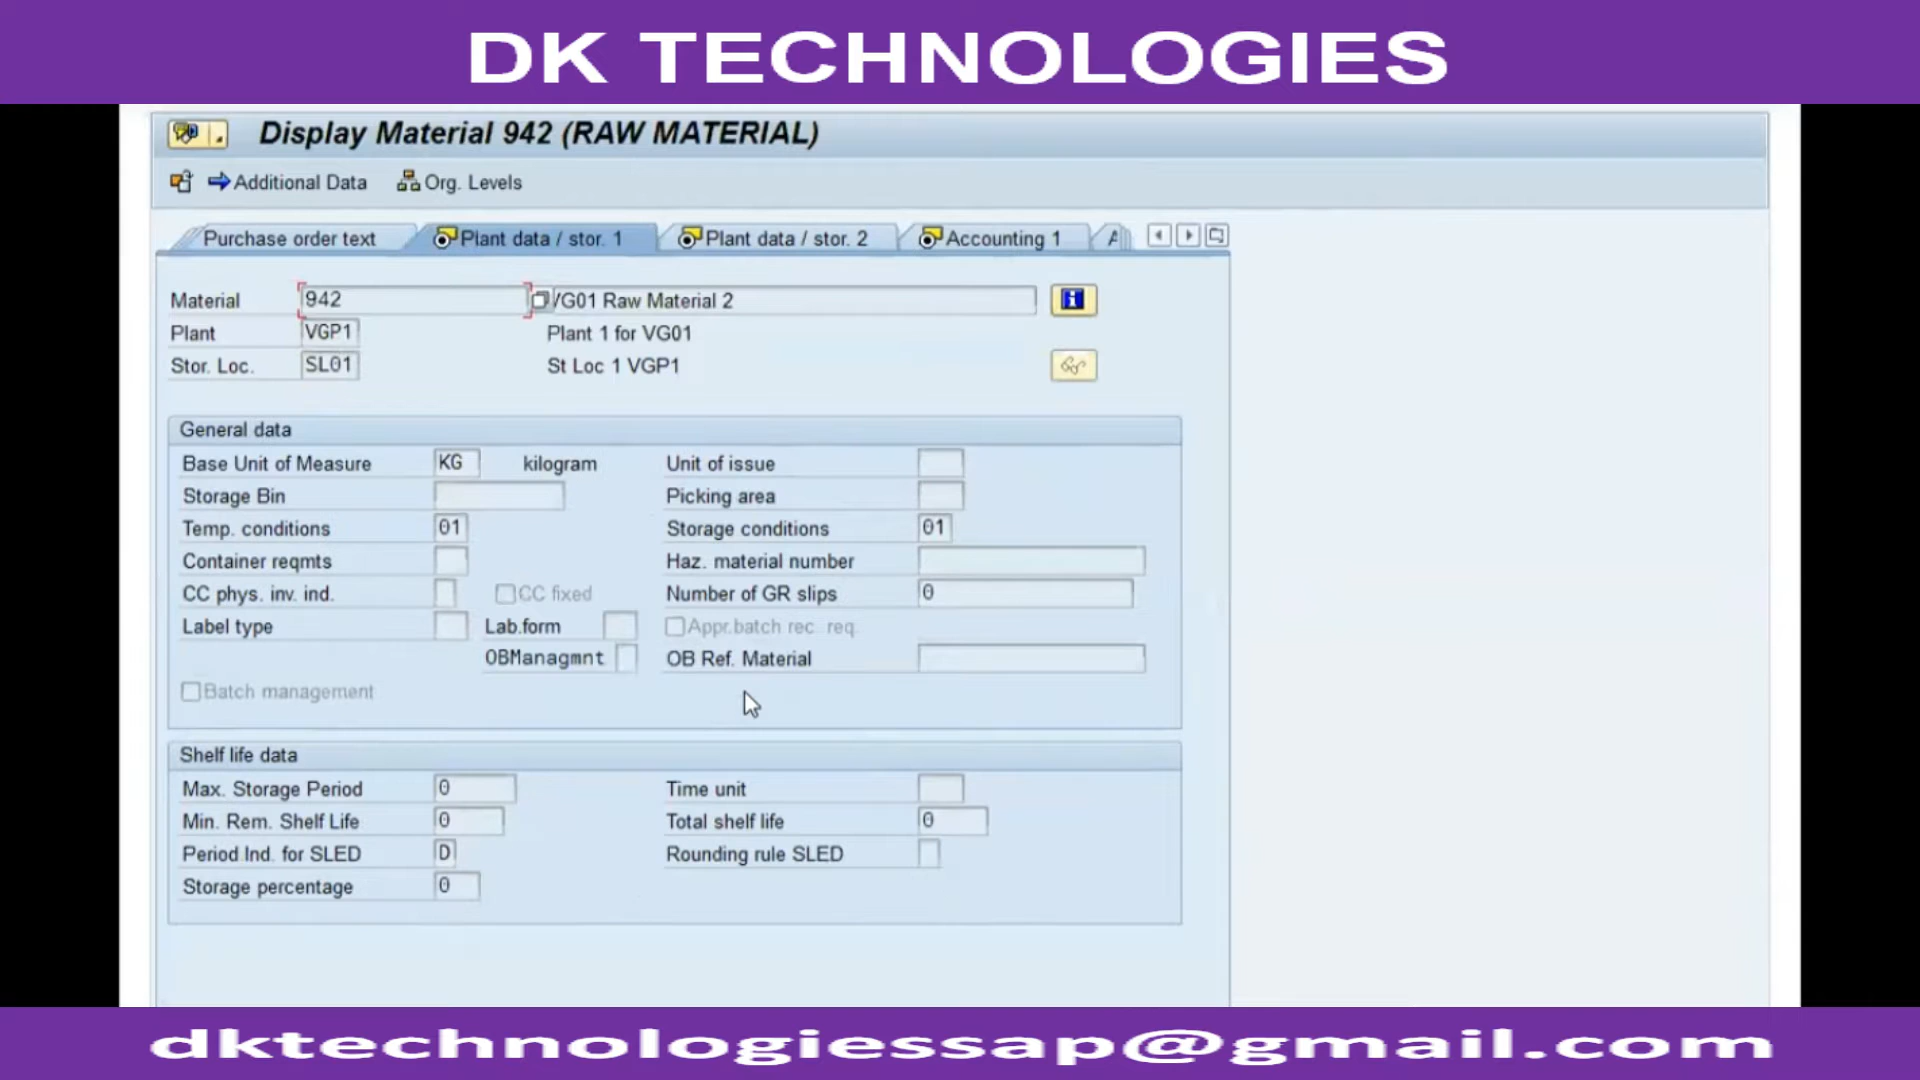 DK TECHNOLOGIES
Display Material 942 (RAW MATERIAL)
Additional Data Org. Levels
Purchase order text Plant data / stor. 1 Plant data / stor. 2 Accounting 1 A
Material 942 VG01 Raw Material 2
Plant VGP1 Plant 1 for VG01
Stor. Loc. SL01 St Loc 1 VGP1
General data
Base Unit of Measure KG kilogram Unit of issue
Storage Bin Picking area
Temp. conditions 01 Storage conditions 01
Container reqmts Haz. material number
CC phys. inv. ind. CC fixed Number of GR slips 0
Label type Lab.form Appr.batch rec. req.
OBManagmnt OB Ref. Material
Batch management
Shelf life data
Max. Storage Period 0 Time unit
Min. Rem. Shelf Life 0 Total shelf life 0
Period Ind. for SLED D Rounding rule SLED
Storage percentage 0
dktechnologiessap@gmail.com